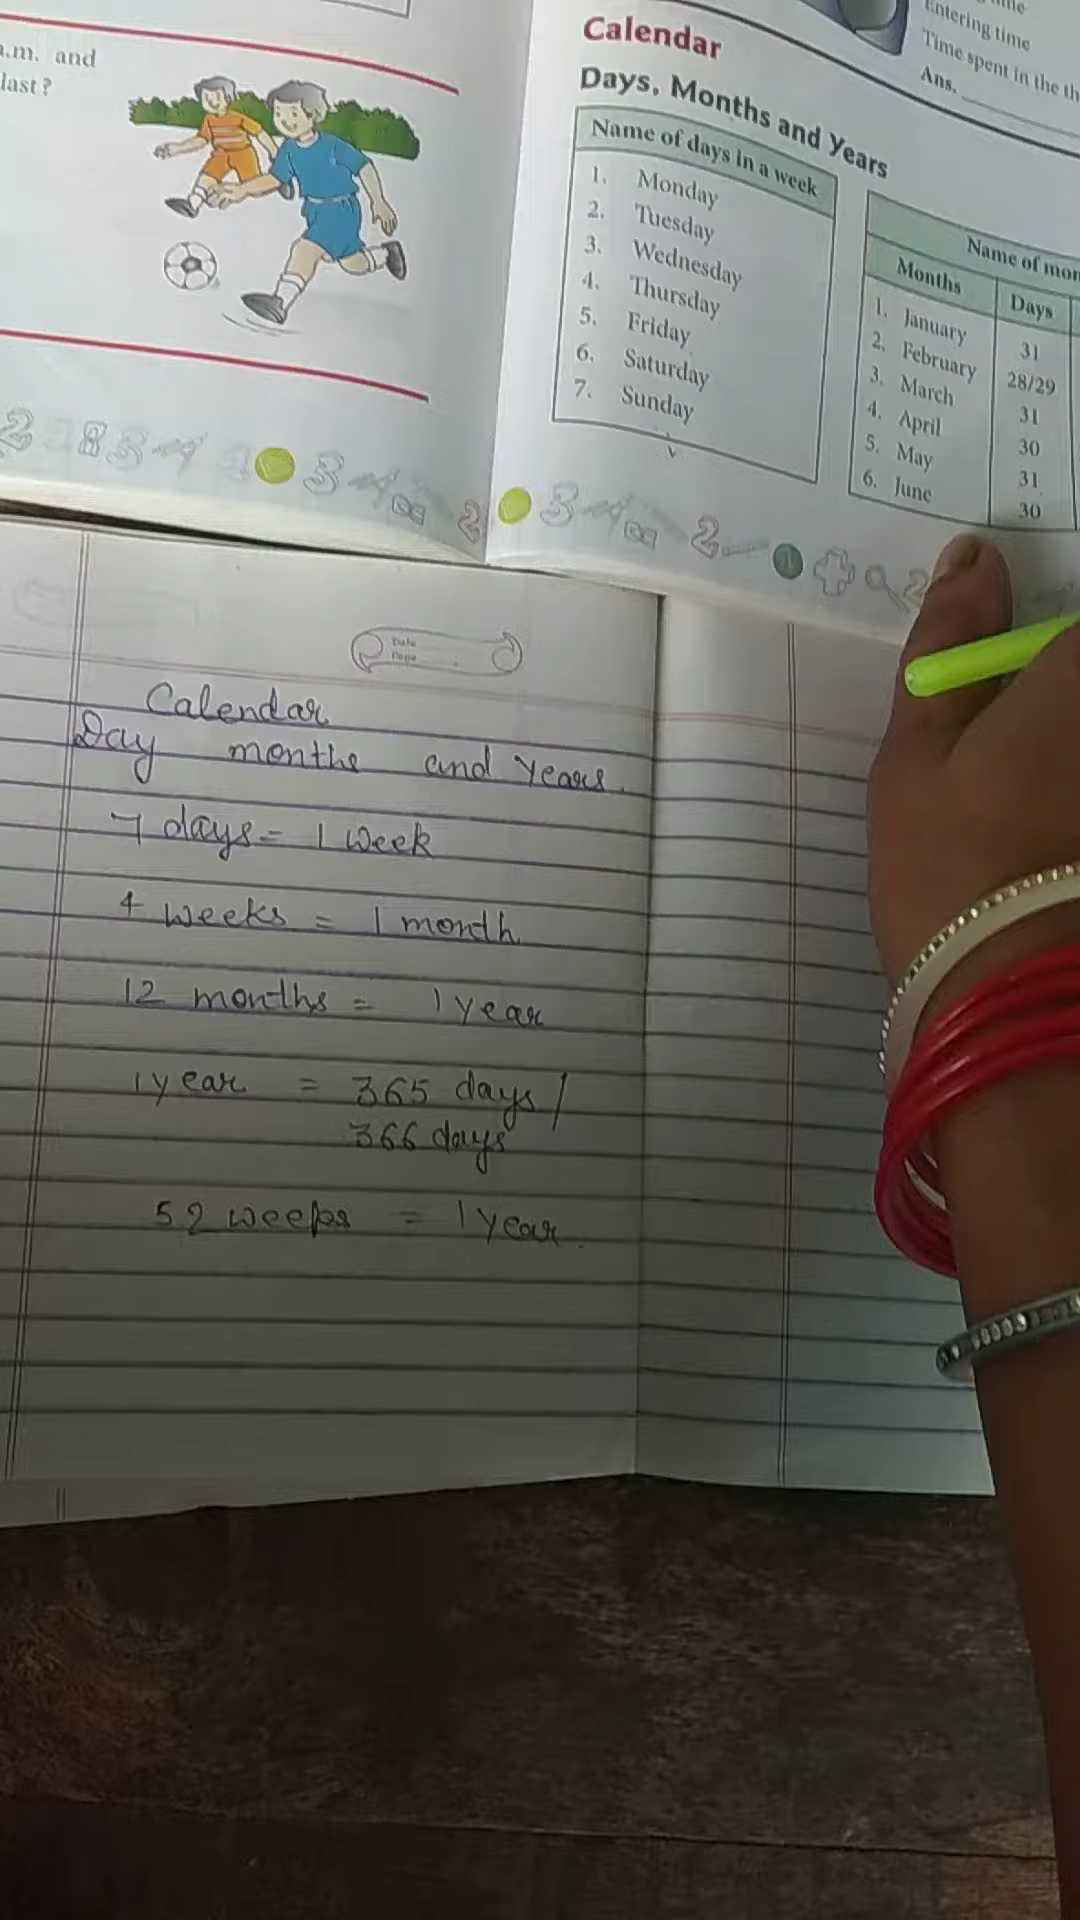 a.m. and
last?
Entering time
Time spent in the th
Ans.
Calendar
Days, Months and Years
Name of days in a week
1. Monday
2. Tuesday
3. Wednesday
4. Thursday
5. Friday
6. Saturday
7. Sunday
Name of mon
Months Days
1. January 31
2. February 28/29
3. March 31
4. April 30
5. May 31
6. June 30
Date
Page
Calendar
Day months and Years.
7 days = 1 week
4 weeks = 1 month
12 months = 1 year
1 year = 365 days /
366 days
52 weeks = 1 year.